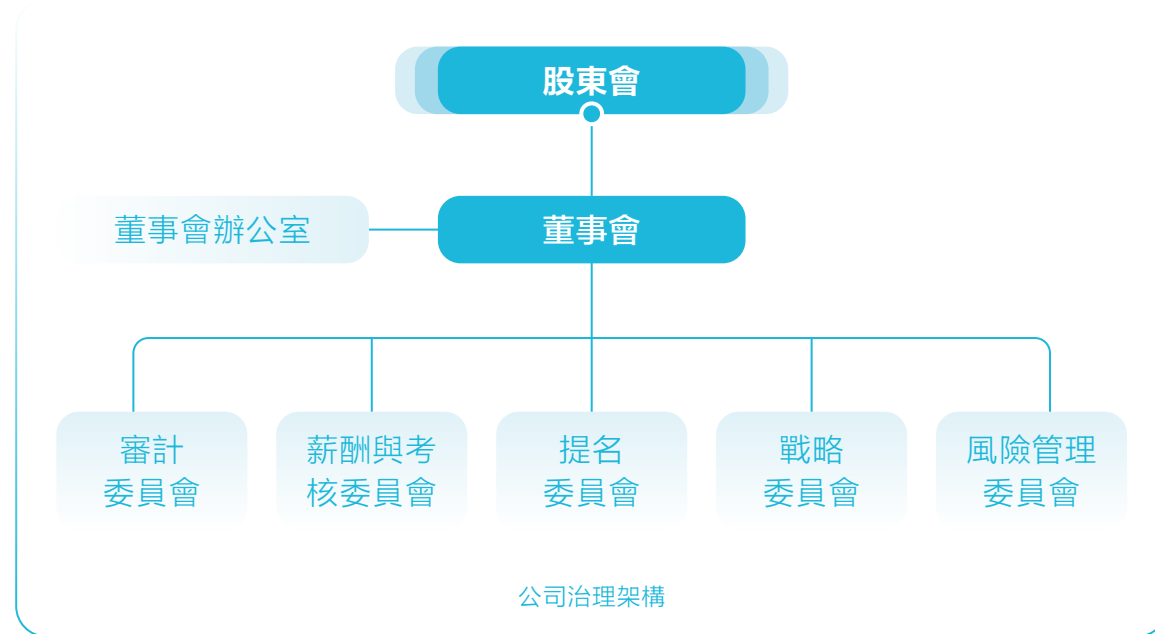 股東會
董事會辦公室
董事會
審計
委員會
薪酬與考
核委員會
提名
委員會
戰略
委員會
風險管理
委員會
公司治理架構